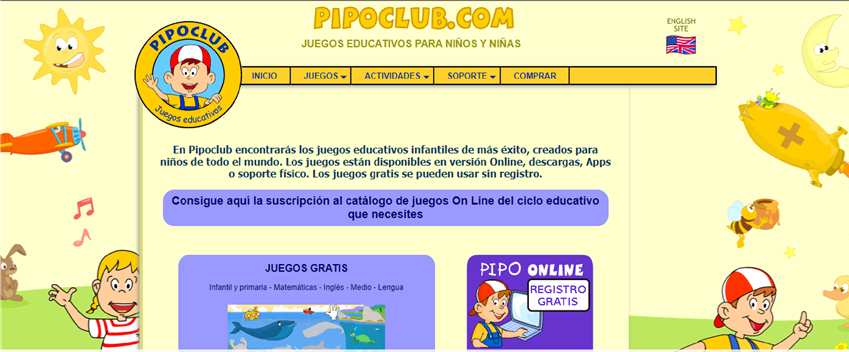 PIPOCLUB.COM
JUEGOS EDUCATIVOS PARA NIÑOS Y NIÑAS
ENGLISH
SITE
PIPOCLUB
Juegos educativos
INICIO JUEGOS ACTIVIDADES SOPORTE COMPRAR
En Pipoclub encontrarás los juegos educativos infantiles de más éxito, creados para
niños de todo el mundo. Los juegos están disponibles en versión Online, descargas, Apps
o soporte físico. Los juegos gratis se pueden usar sin registro.
Consigue aquí la suscripción al catálogo de juegos On Line del ciclo educativo
que necesites
JUEGOS GRATIS
Infantil y primaria - Matemáticas - Inglés - Medio - Lengua
PIPO ONLINE
REGISTRO
GRATIS